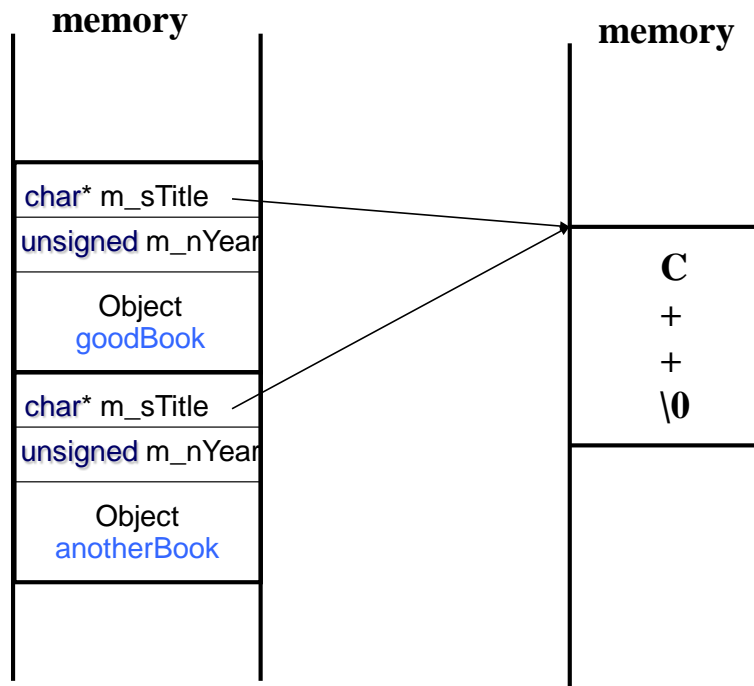 memory
char* m_sTitle
unsigned m_nYear
Object
goodBook
char* m_sTitle
unsigned m_nYear
Object
anotherBook
memory
C
+
+
\0